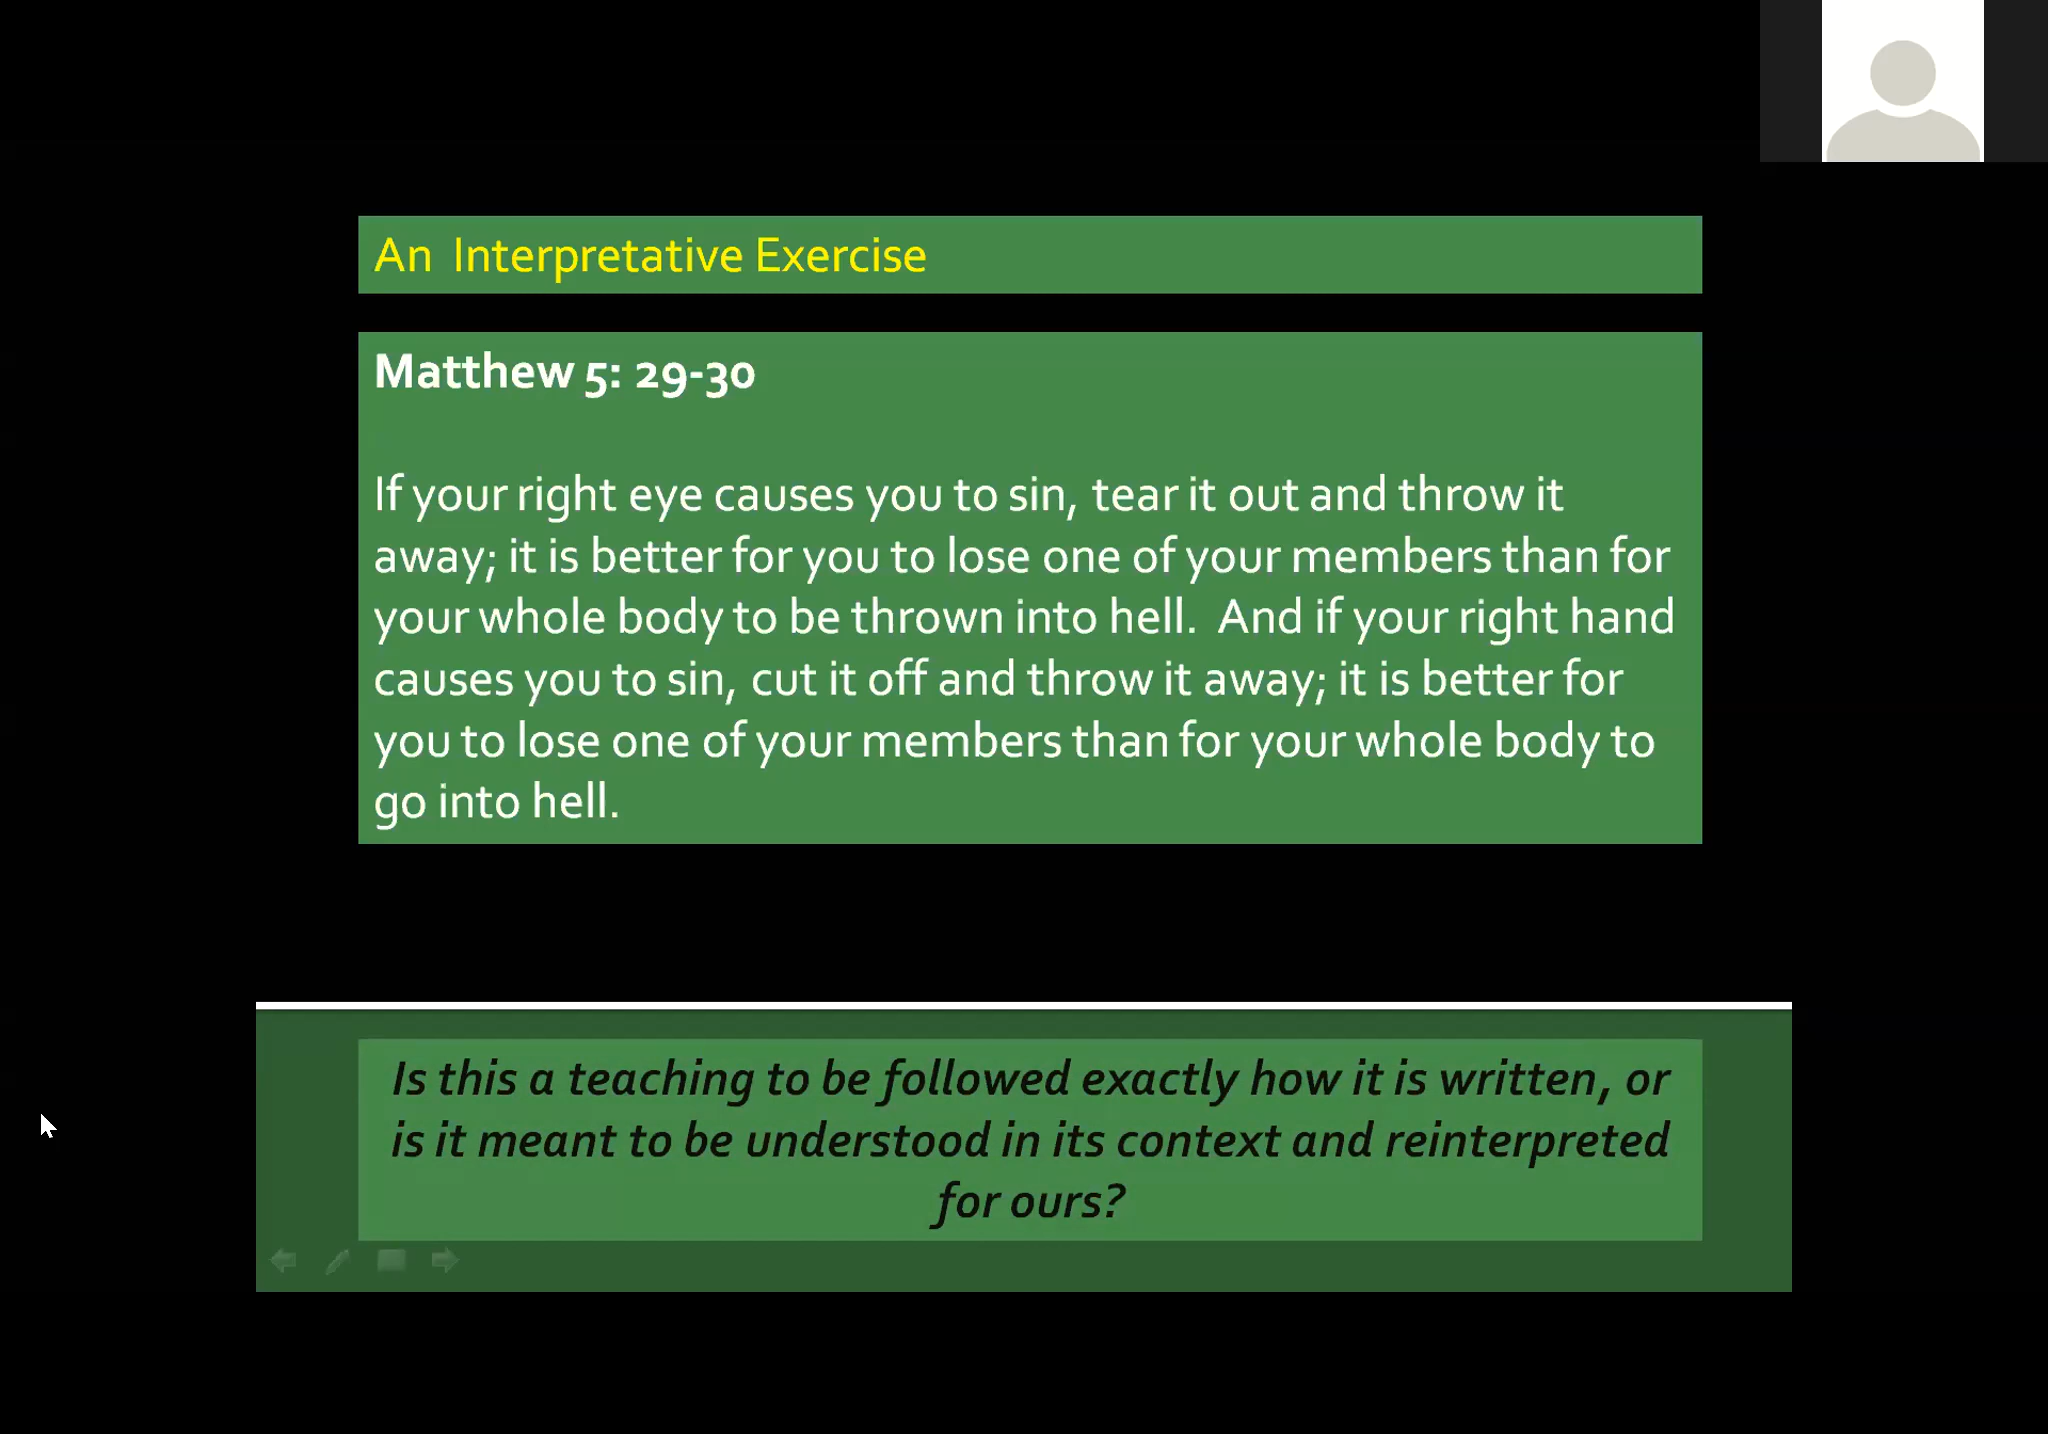 An  Interpretative Exercise
Matthew 5: 29-30
If your right eye causes you to sin, tear it out and throw it
away; it is better for you to lose one of your members than for
your whole body to be thrown into hell.  And if your right hand
causes you to sin, cut it off and throw it away; it is better for
you to lose one of your members than for your whole body to
go into hell.
Is this a teaching to be followed exactly how it is written, or
is it meant to be understood in its context and reinterpreted
for ours?